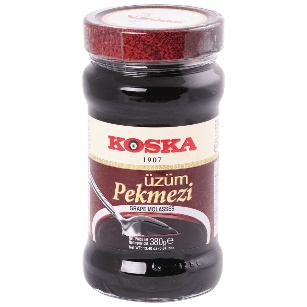 KOSKA
1907
üzüm
Pekmezi
GRAPE MOLASSES
380g e